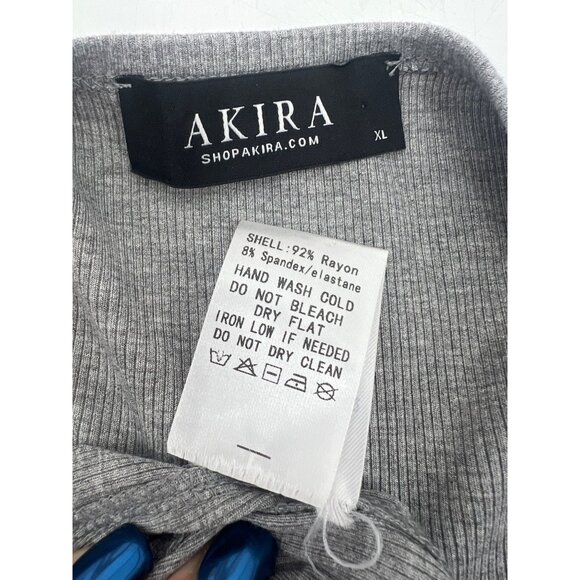 AKIRA
SHOPAKIRA.COM
XL
SHELL:92% Rayon
8% Spandex/elastane
HAND WASH COLD
DO NOT BLEACH
DRY FLAT
IRON LOW IF NEEDED
DO NOT DRY CLEAN